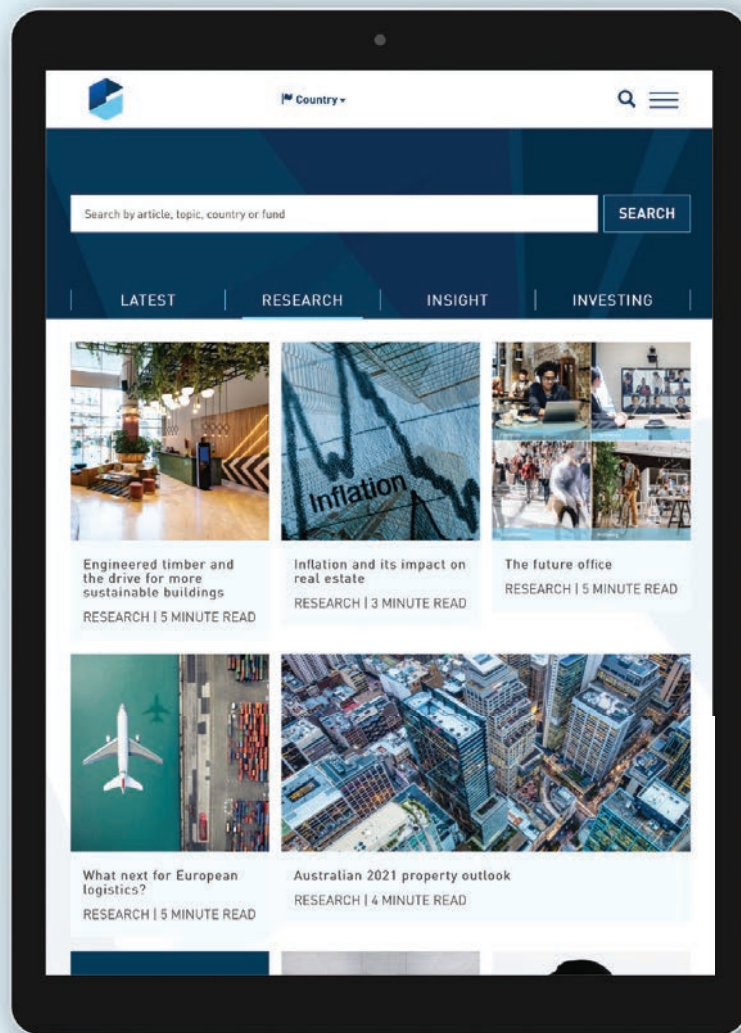 Country
Search by article, topic, country or fund
SEARCH
LATEST
RESEARCH
INSIGHT
INVESTING
Inflation
Engineered timber and
the drive for more
sustainable buildings
RESEARCH | 5 MINUTE READ
Inflation and its impact on
real estate
RESEARCH | 3 MINUTE READ
The future office
RESEARCH | 5 MINUTE READ
What next for European
logistics?
RESEARCH | 5 MINUTE READ
Australian 2021 property outlook
RESEARCH | 4 MINUTE READ